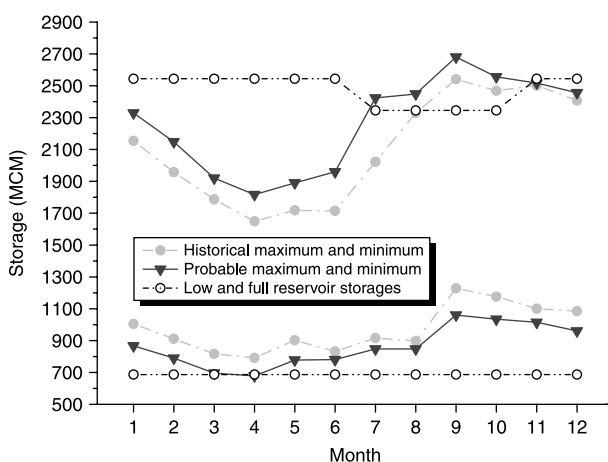 2900
2700
2500
2300
2100
1900
1700
1500
1300
1100
900
700
500
Storage (MCM)
Historical maximum and minimum
Probable maximum and minimum
Low and full reservoir storages
1 2 3 4 5 6 7 8 9 10 11 12
Month